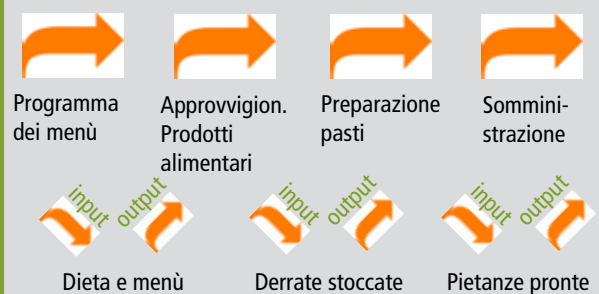 Programma
dei menù
Approvvigion.
Prodotti
alimentari
Preparazione
pasti
Sommini-
strazione
input output
input output
input output
Dieta e menù
Derrate stoccate
Pietanze pronte